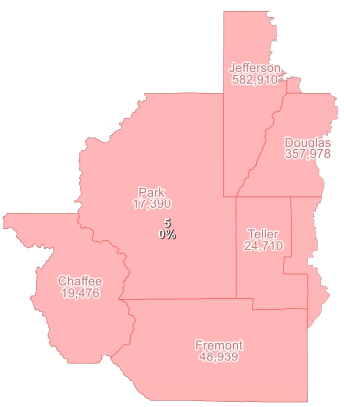 Jefferson
582,910
Douglas
357,978
Park
17,390
5
0%
Teller
24,710
Chaffee
19,476
Fremont
48,939